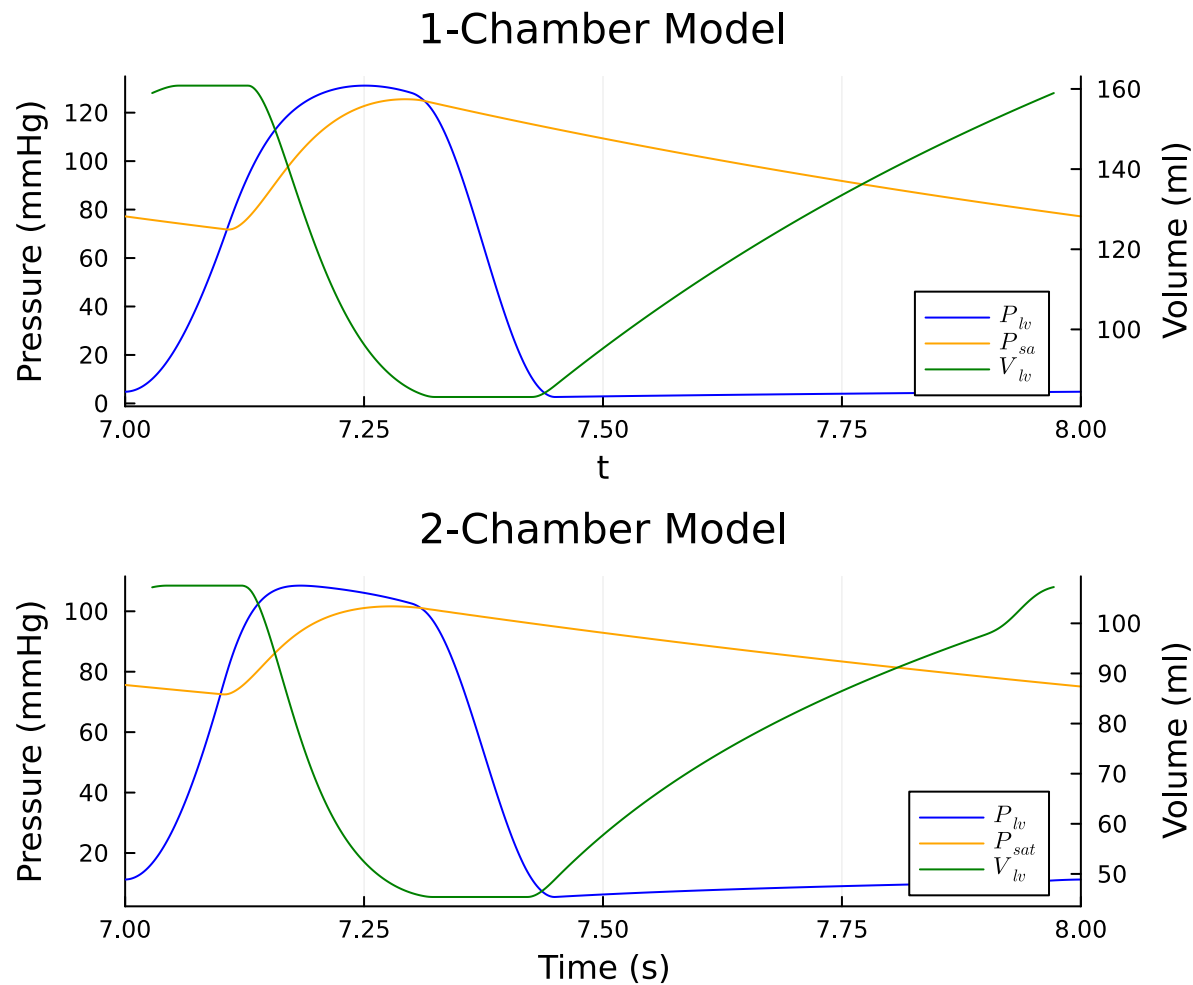 1-Chamber Model
Pressure (mmHg)
120
100
80
60
40
20
0
160
140
120
100
Volume (ml)
P_lv
P_sa
V_lv
7.00 7.25 7.50 7.75 8.00
t
2-Chamber Model
Pressure (mmHg)
100
80
60
40
20
100
90
80
70
60
50
Volume (ml)
P_lv
P_sat
V_lv
7.00 7.25 7.50 7.75 8.00
Time (s)